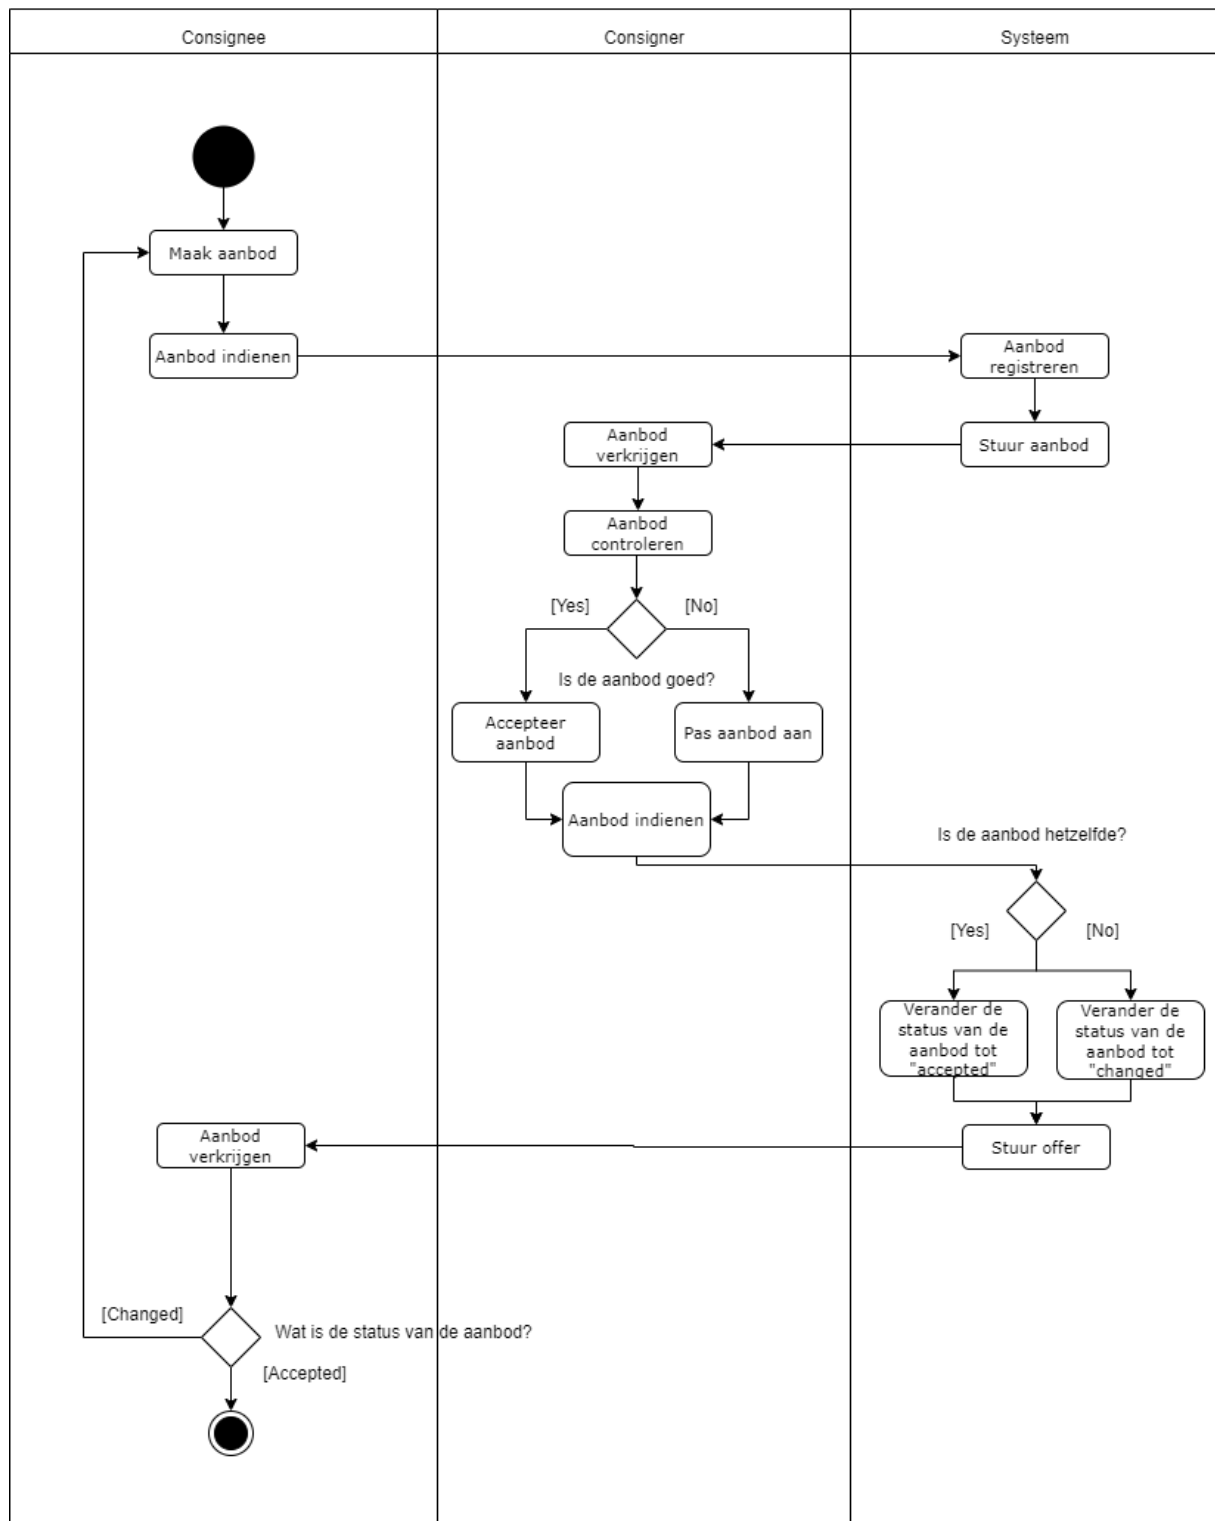 Consignee
Consigner
Systeem
Maak aanbod
Aanbod indienen
Aanbod
registreren
Aanbod
verkrijgen
Stuur aanbod
Aanbod
controleren
[Yes]
[No]
Is de aanbod goed?
Accepteer
aanbod
Pas aanbod aan
Aanbod indienen
Is de aanbod hetzelfde?
[Yes]
[No]
Verander de
status van de
aanbod tot
"accepted"
Verander de
status van de
aanbod tot
"changed"
Aanbod
verkrijgen
Stuur offer
[Changed]
Wat is de status van de aanbod?
[Accepted]